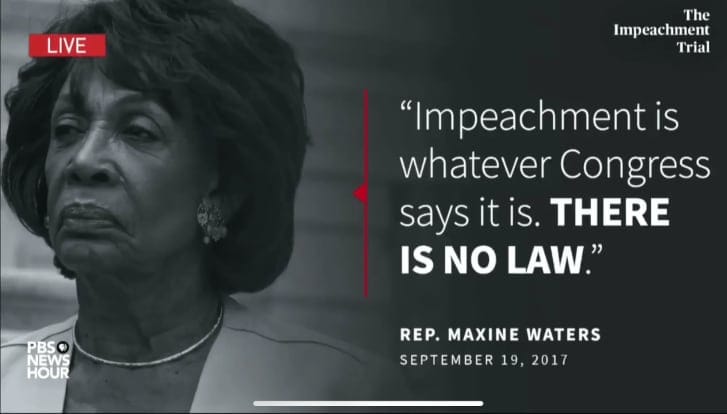 LIVE
The
Impeachment
Trial
“Impeachment is
whatever Congress
says it is. THERE
IS NO LAW.”
REP. MAXINE WATERS
SEPTEMBER 19, 2017
PBS
NEWS
HOUR